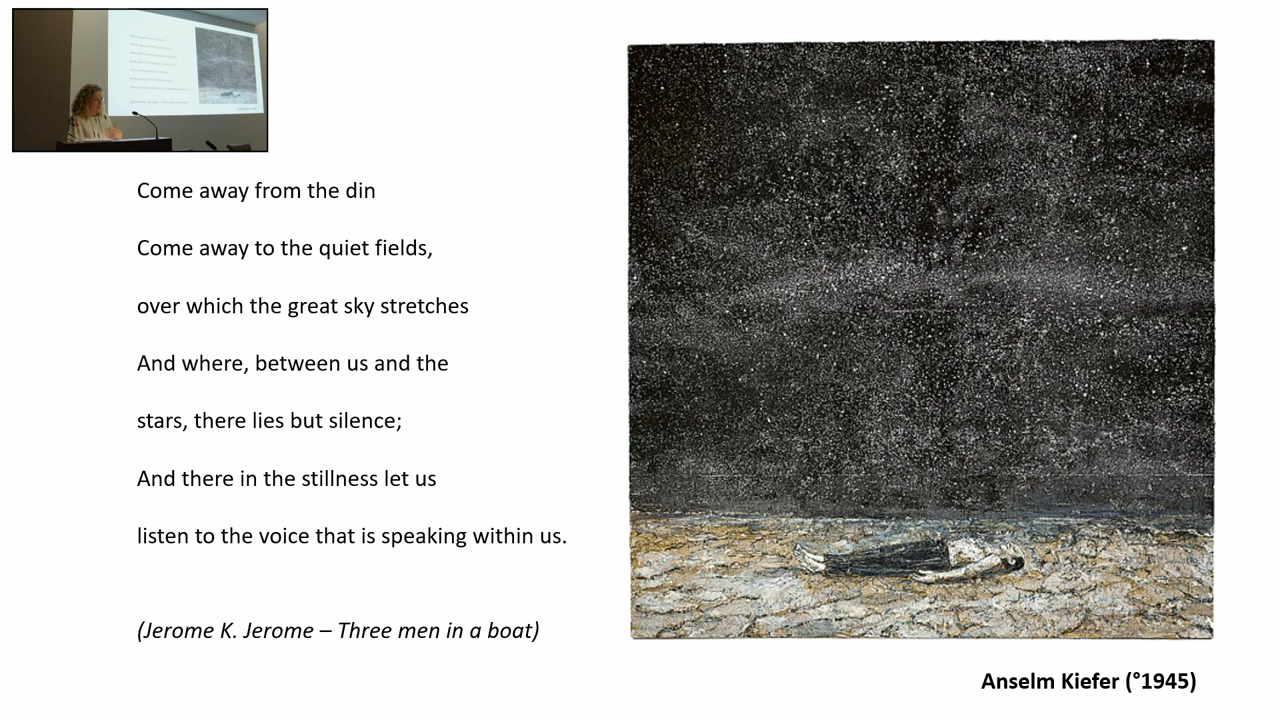 Come away from the din
Come away to the quiet fields,
over which the great sky stretches
And where, between us and the
stars, there lies but silence;
And there in the stillness let us
listen to the voice that is speaking within us.
(Jerome K. Jerome – Three men in a boat)
Anselm Kiefer (°1945)